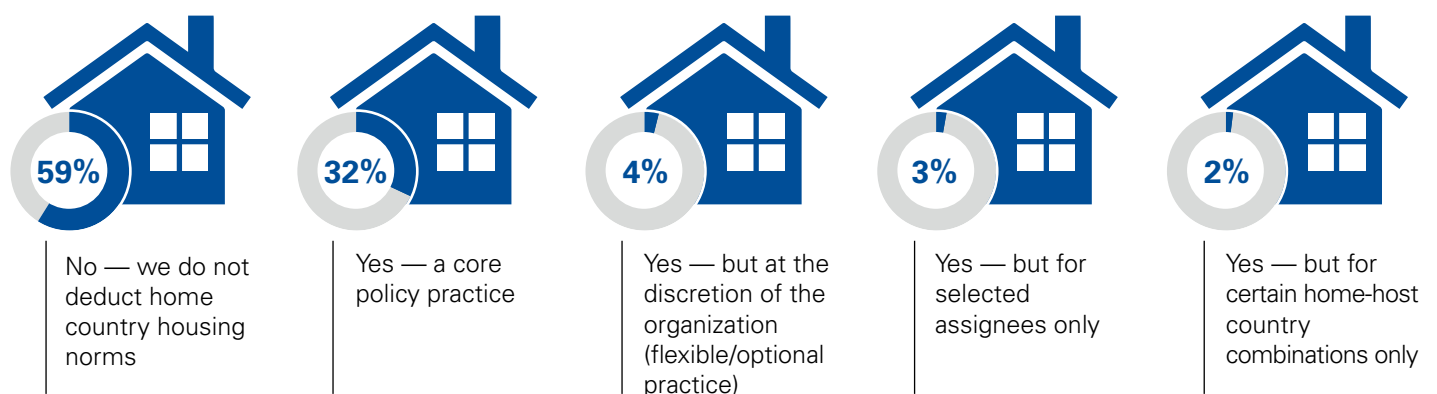 59%
No — we do not
deduct home
country housing
norms
32%
Yes — a core
policy practice
4%
Yes — but at the
discretion of the
organization
(flexible/optional
practice)
3%
Yes — but for
selected
assignees only
2%
Yes — but for
certain home-host
country
combinations only